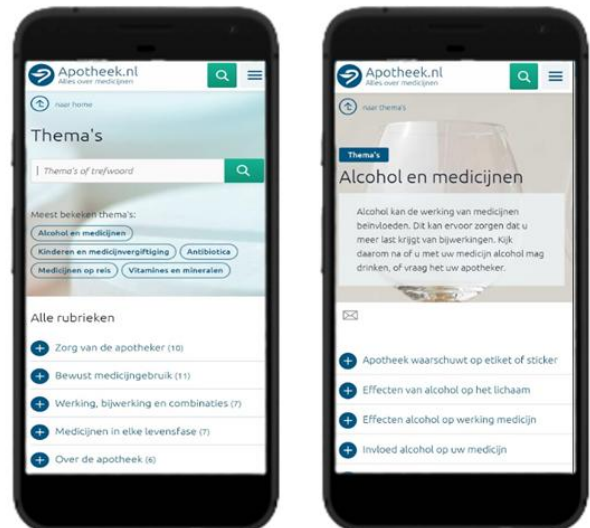 Apotheek.nl
Alles over medicijnen
naar home
Thema's
Thema's of trefwoord
Meest bekeken thema's:
Alcohol en medicijnen
Kinderen en medicijnvergiftiging Antibiotica
Medicijnen op reis Vitamines en mineralen
Alle rubrieken
Zorg van de apotheker (10)
Bewust medicijngebruik (11)
Werking, bijwerking en combinaties (7)
Medicijnen in elke levensfase (7)
Over de apotheek (6)
Apotheek.nl
Alles over medicijnen
naar thema's
Thema's
Alcohol en medicijnen
Alcohol kan de werking van medicijnen
beïnvloeden. Dit kan ervoor zorgen dat u
meer last krijgt van bijwerkingen. Kijk
daarom na of u met uw medicijn alcohol mag
drinken, of vraag het uw apotheker.
Apotheek waarschuwt op etiket of sticker
Effecten van alcohol op het lichaam
Effecten alcohol op werking medicijn
Invloed alcohol op uw medicijn